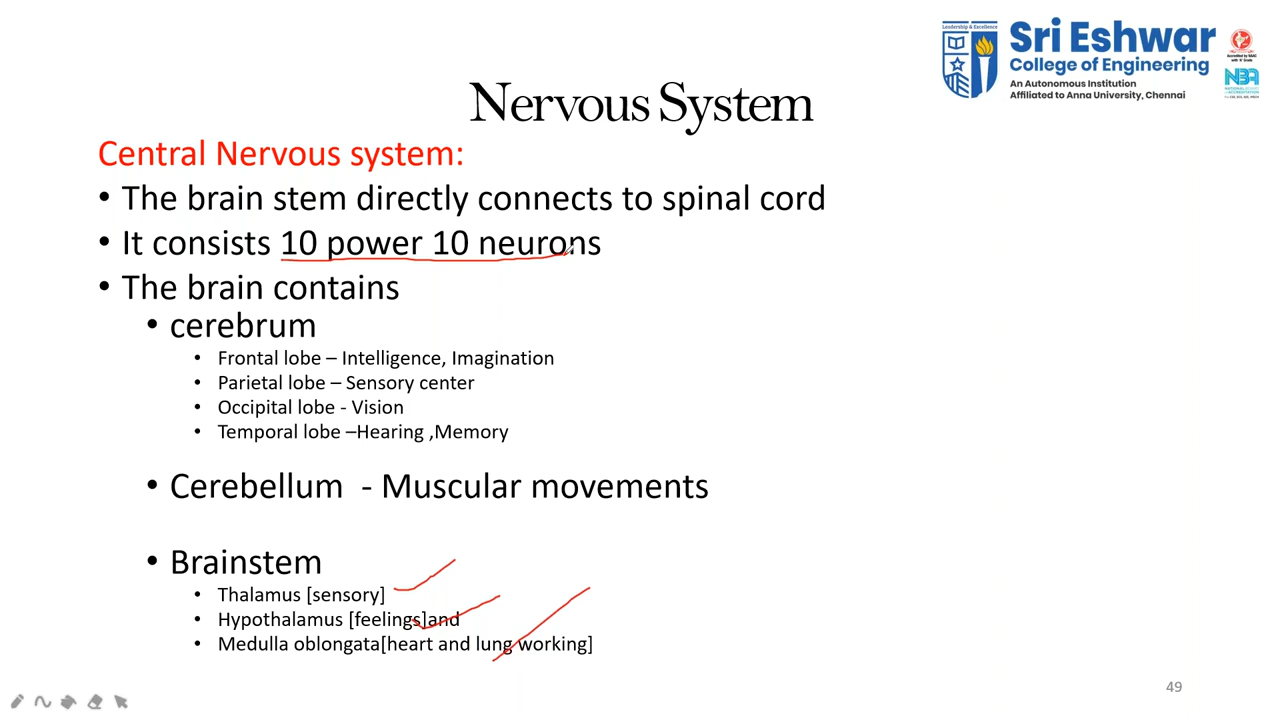 Leadership & Excellence
Sri Eshwar
College of Engineering
An Autonomous Institution
Affiliated to Anna University, Chennai
NBA
Nervous System
Central Nervous system:
• The brain stem directly connects to spinal cord
• It consists 10 power 10 neurons
• The brain contains
• cerebrum
• Frontal lobe – Intelligence, Imagination
• Parietal lobe – Sensory center
• Occipital lobe - Vision
• Temporal lobe –Hearing ,Memory
• Cerebellum - Muscular movements
• Brainstem
• Thalamus [sensory]
• Hypothalamus [feelings]and
• Medulla oblongata[heart and lung working]
49